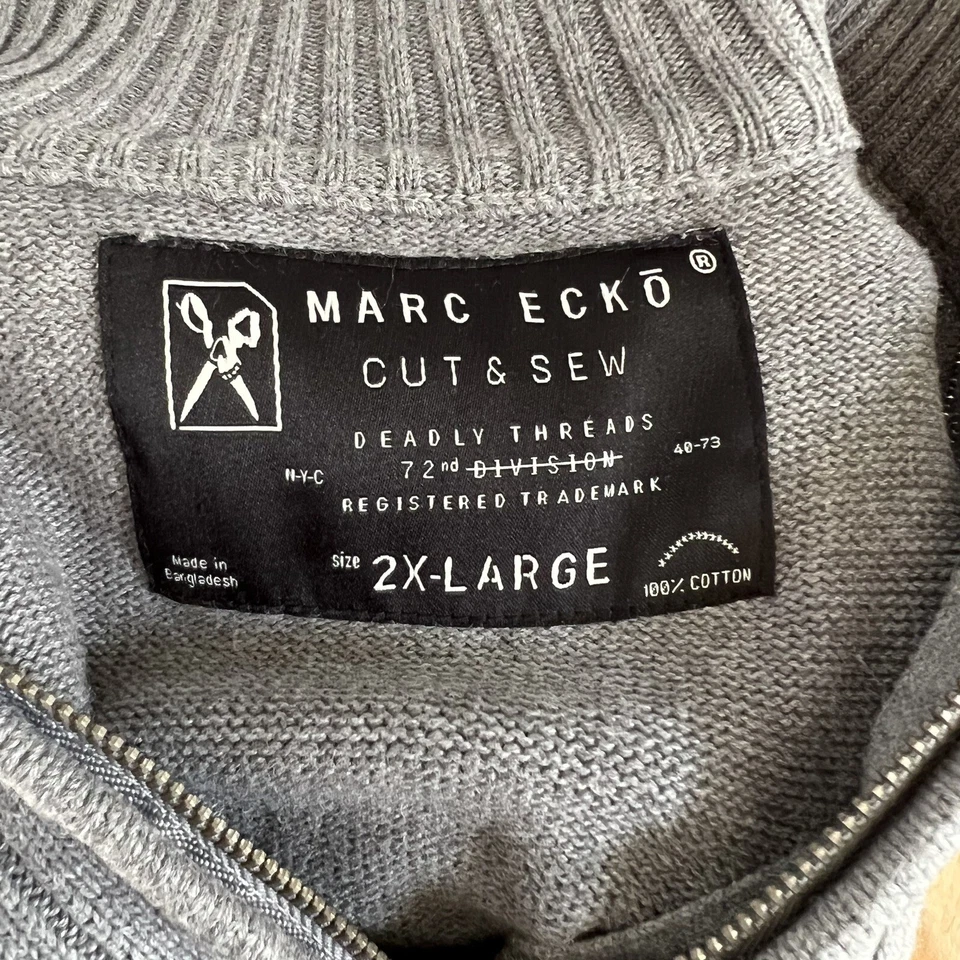 MARC ECKŌ ®
CUT & SEW
DEADLY THREADS
N-Y-C 72nd DIVISION 40-73
REGISTERED TRADEMARK
Made in
Bangladesh
size 2X-LARGE
100% COTTON